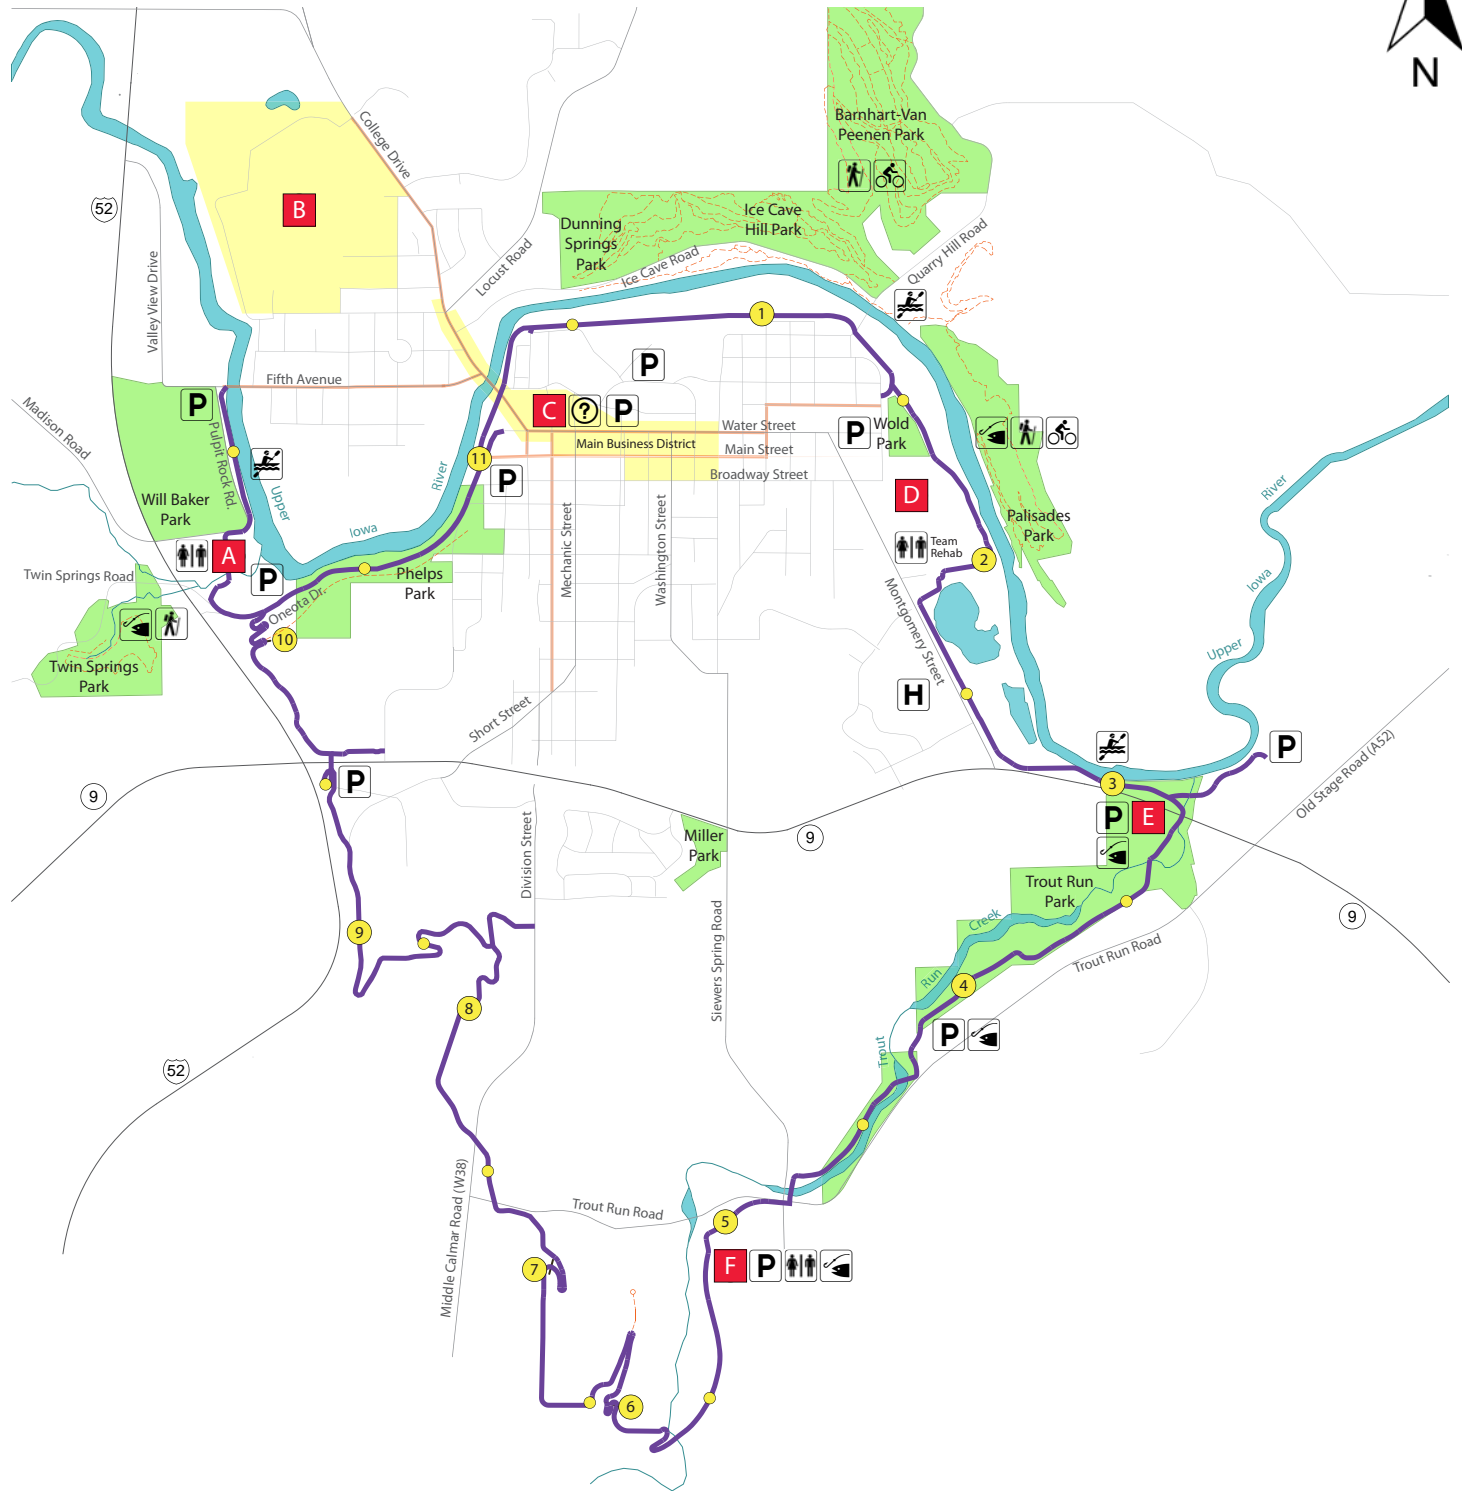 N
Barnhart-Van
Peenen Park
College Drive
52
B
Dunning
Springs
Park
Ice Cave
Hill Park
Locust Road
Ice Cave Road
Quarry Hill Road
Valley View Drive
1
P
Fifth Avenue
P
C
?
P
Water Street
Main Business District
Main Street
Broadway Street
P
Wold
Park
Madison Road
Pulpit Rock Rd.
Upper
River
Iowa
11
P
D
Will Baker
Park
Palisades
Park
River
Iowa
Upper
Team
Rehab
2
A
P
Twin Springs Road
Phelps
Park
Mechanic Street
Washington Street
Montgomery Street
Oneota Dr.
10
Twin Springs
Park
H
Short Street
P
Old Stage Road (A52)
9
P
3
P
E
9
Miller
Park
Division Street
Trout Run
Park
9
Creek
Run
Trout
Trout Run Road
Siewers Spring Road
9
4
8
P
52
Middle Calmar Road (W38)
Trout Run Road
5
7
F
P
6